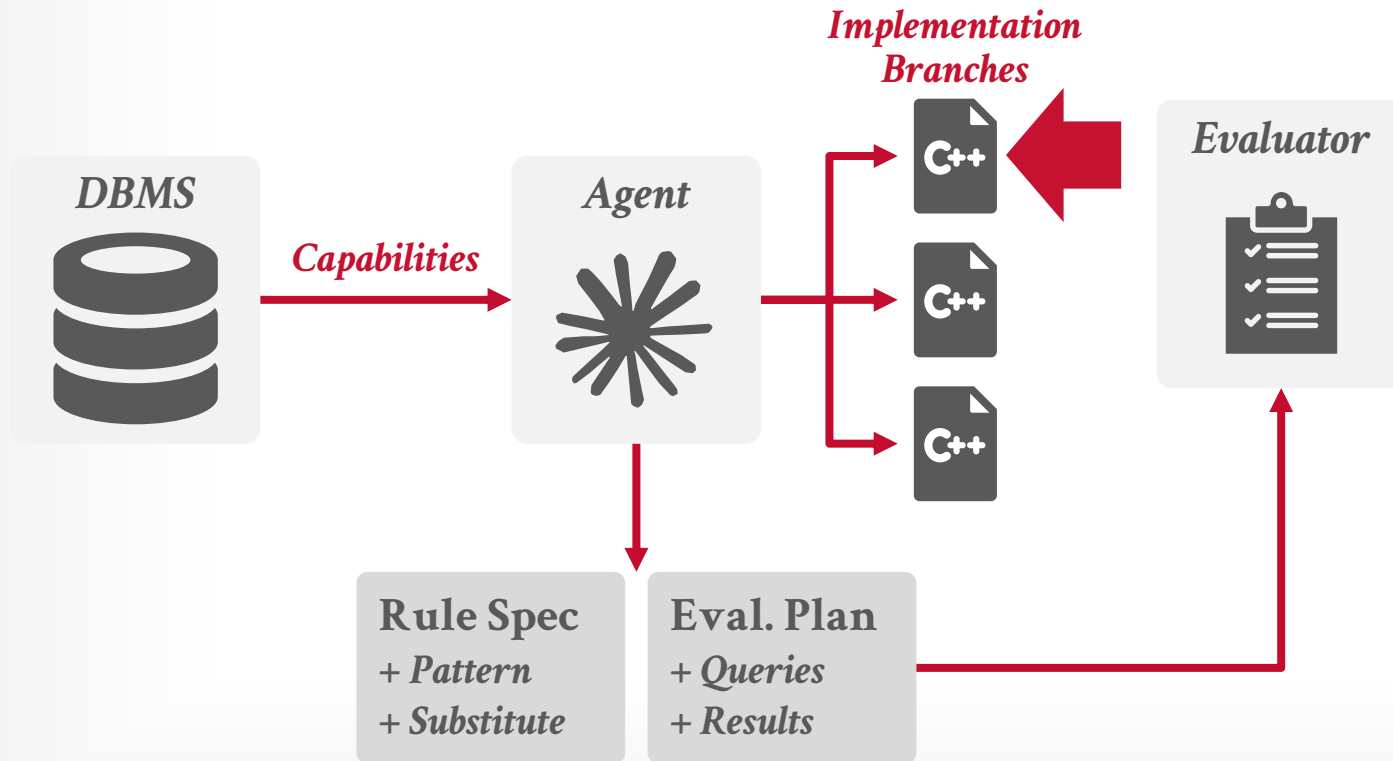 Implementation
Branches
DBMS
Capabilities
Agent
C++
C++
C++
Evaluator
Rule Spec
+ Pattern
+ Substitute
Eval. Plan
+ Queries
+ Results